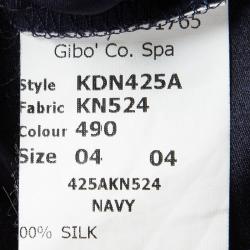 Gibo' Co. Spa
Style KDN425A
Fabric KN524
Colour 490
Size 04 04
425AKN524
NAVY
00% SILK